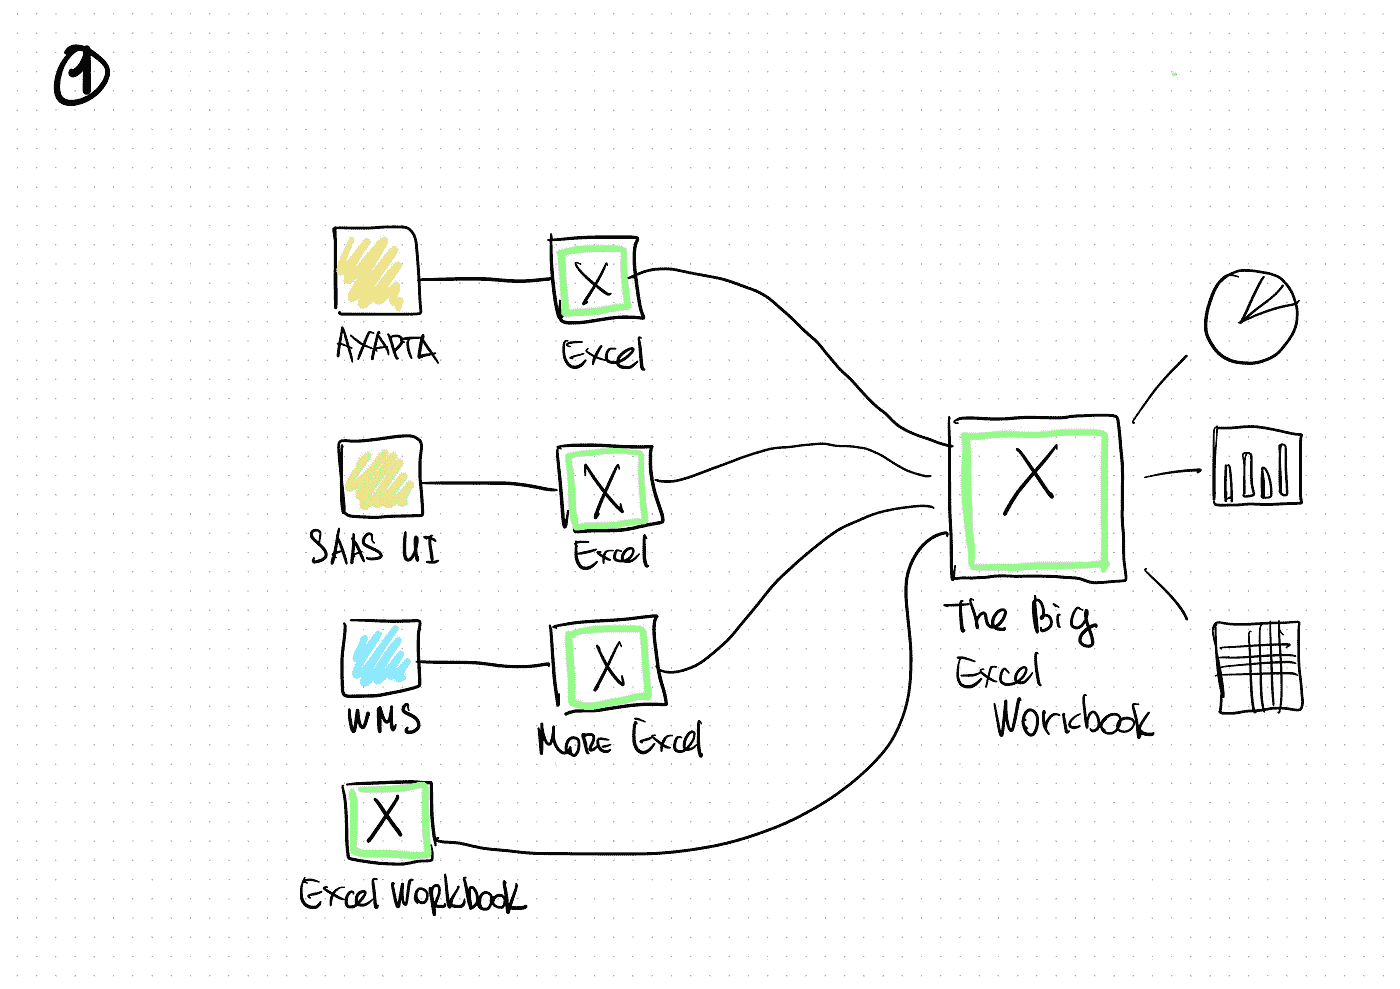 1
AXAPTA
Excel
SAAS UI
Excel
WMS
MORE Excel
Excel Workbook
X
X
X
X
X
The Big
Excel
Workbook